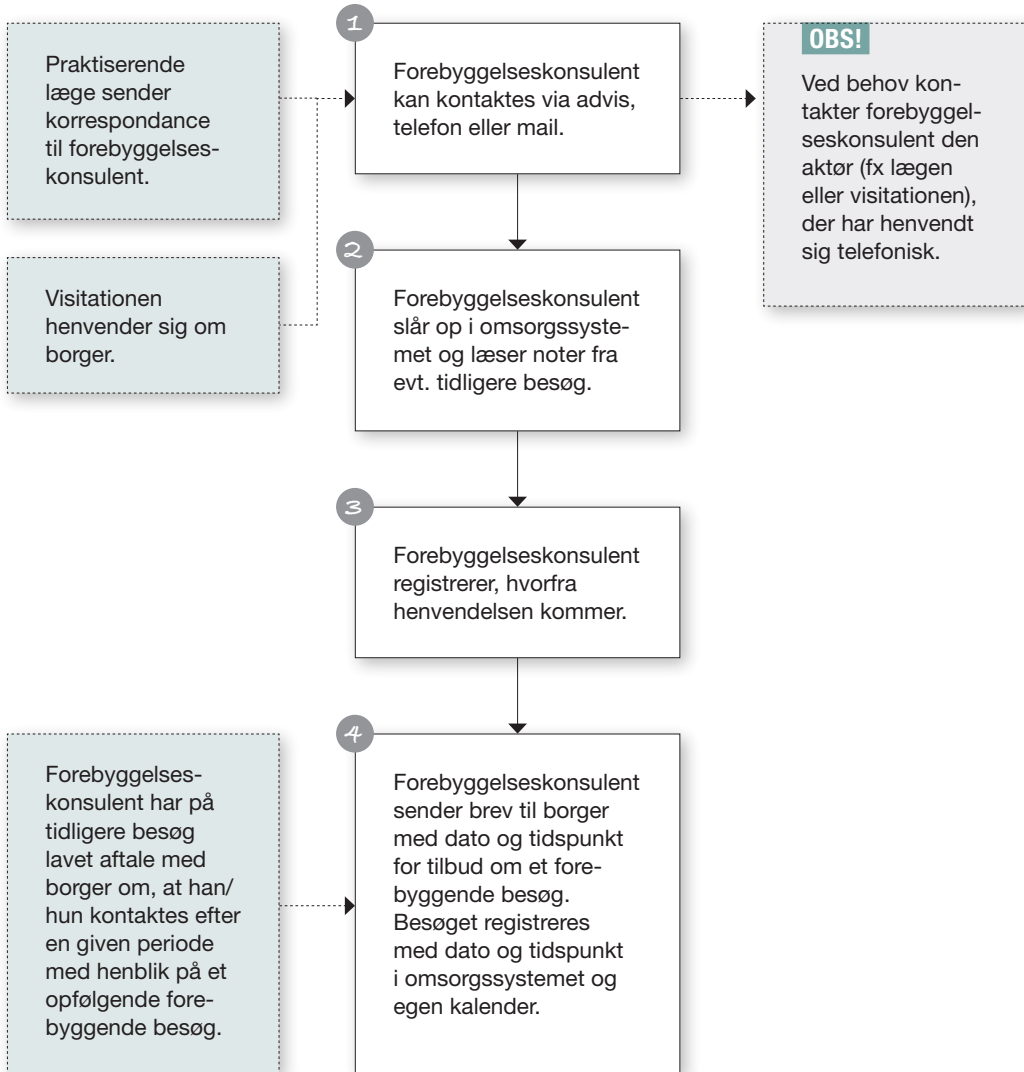 Praktiserende
læge sender
korrespondance
til forebyggelses-
konsulent.
Visitationen
henvender sig om
borger.
1
Forebyggelseskonsulent
kan kontaktes via advis,
telefon eller mail.
OBS!
Ved behov kon-
takter forebyggel-
seskonsulent den
aktør (fx lægen
eller visitationen),
der har henvendt
sig telefonisk.
2
Forebyggelseskonsulent
slår op i omsorgssyste-
met og læser noter fra
evt. tidligere besøg.
3
Forebyggelseskonsulent
registrerer, hvorfra
henvendelsen kommer.
Forebyggelses-
konsulent har på
tidligere besøg
lavet aftale med
borger om, at han/
hun kontaktes efter
en given periode
med henblik på et
opfølgende fore-
byggende besøg.
4
Forebyggelseskonsulent
sender brev til borger
med dato og tidspunkt
for tilbud om et fore-
byggende besøg.
Besøget registreres
med dato og tidspunkt
i omsorgssystemet og
egen kalender.